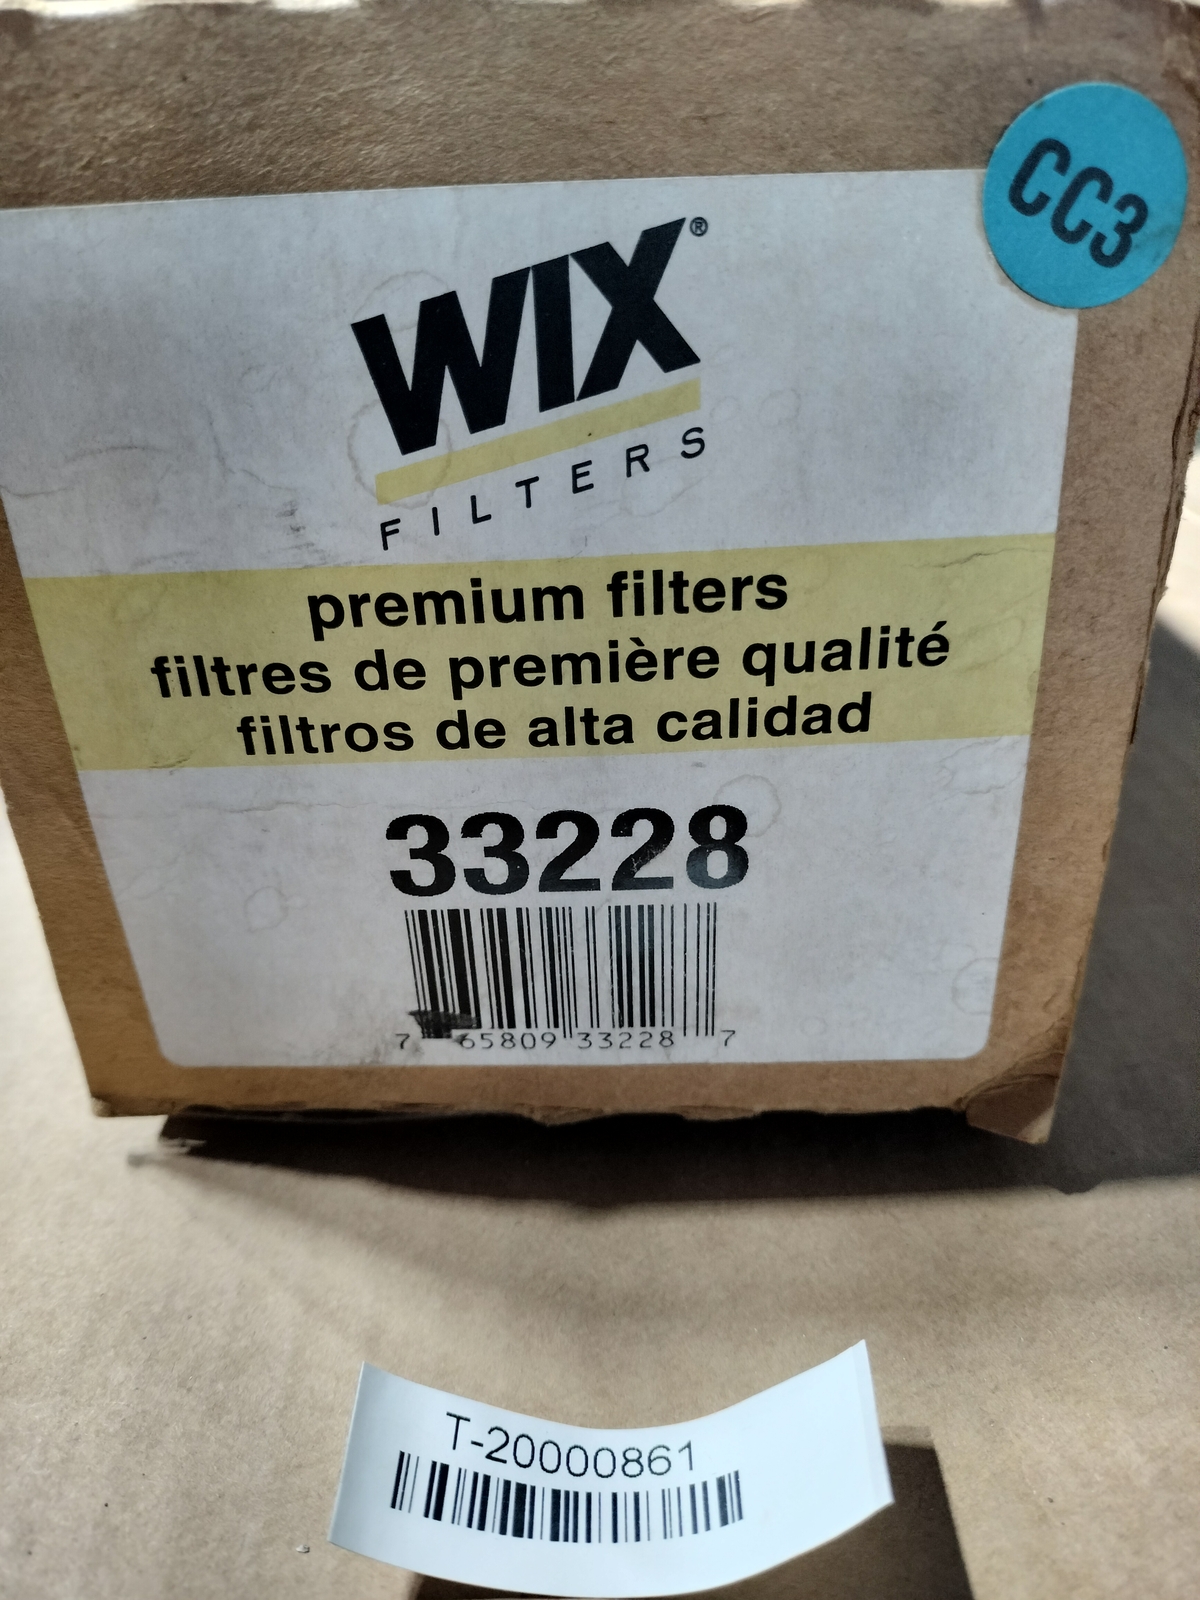 CC3
WIX®
FILTERS
premium filters
filtres de première qualité
filtros de alta calidad
33228
7 65809 33228 7
T-20000861